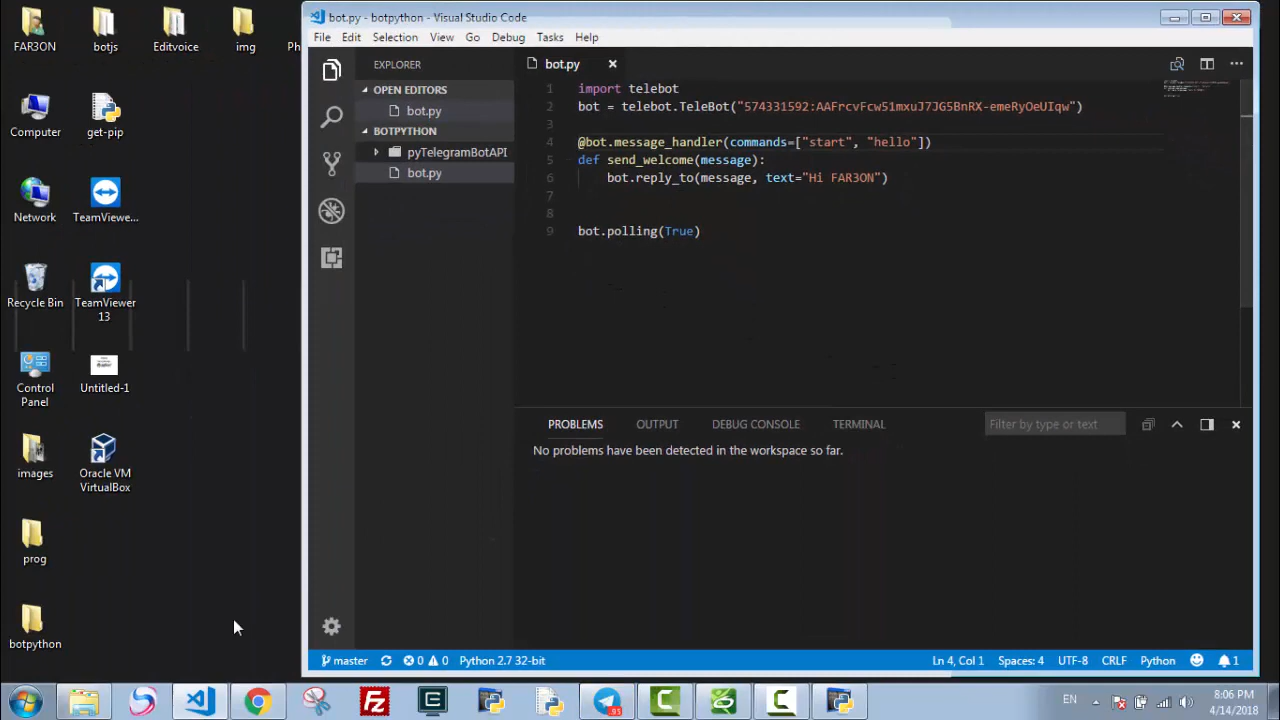 FAR3ON
botjs
Editvoice
img
Ph
Computer
get-pip
Network
TeamViewe...
Recycle Bin
TeamViewer 13
Control Panel
Untitled-1
images
Oracle VM VirtualBox
prog
botpython
bot.py - botpython - Visual Studio Code
File Edit Selection View Go Debug Tasks Help
EXPLORER
OPEN EDITORS
bot.py
BOTPYTHON
pyTelegramBotAPI
bot.py
bot.py
1 import telebot
2 bot = telebot.TeleBot("574331592:AAFrcvFcw51mxuJ7JG5BnRX-emeRyOeUIqw")
3
4 @bot.message_handler(commands=["start", "hello"])
5 def send_welcome(message):
6 bot.reply_to(message, text="Hi FAR3ON")
7
8
9 bot.polling(True)
PROBLEMS OUTPUT DEBUG CONSOLE TERMINAL Filter by type or text
No problems have been detected in the workspace so far.
master 0 0 Python 2.7 32-bit Ln 4, Col 1 Spaces: 4 UTF-8 CRLF Python 1
EN 8:06 PM
4/14/2018